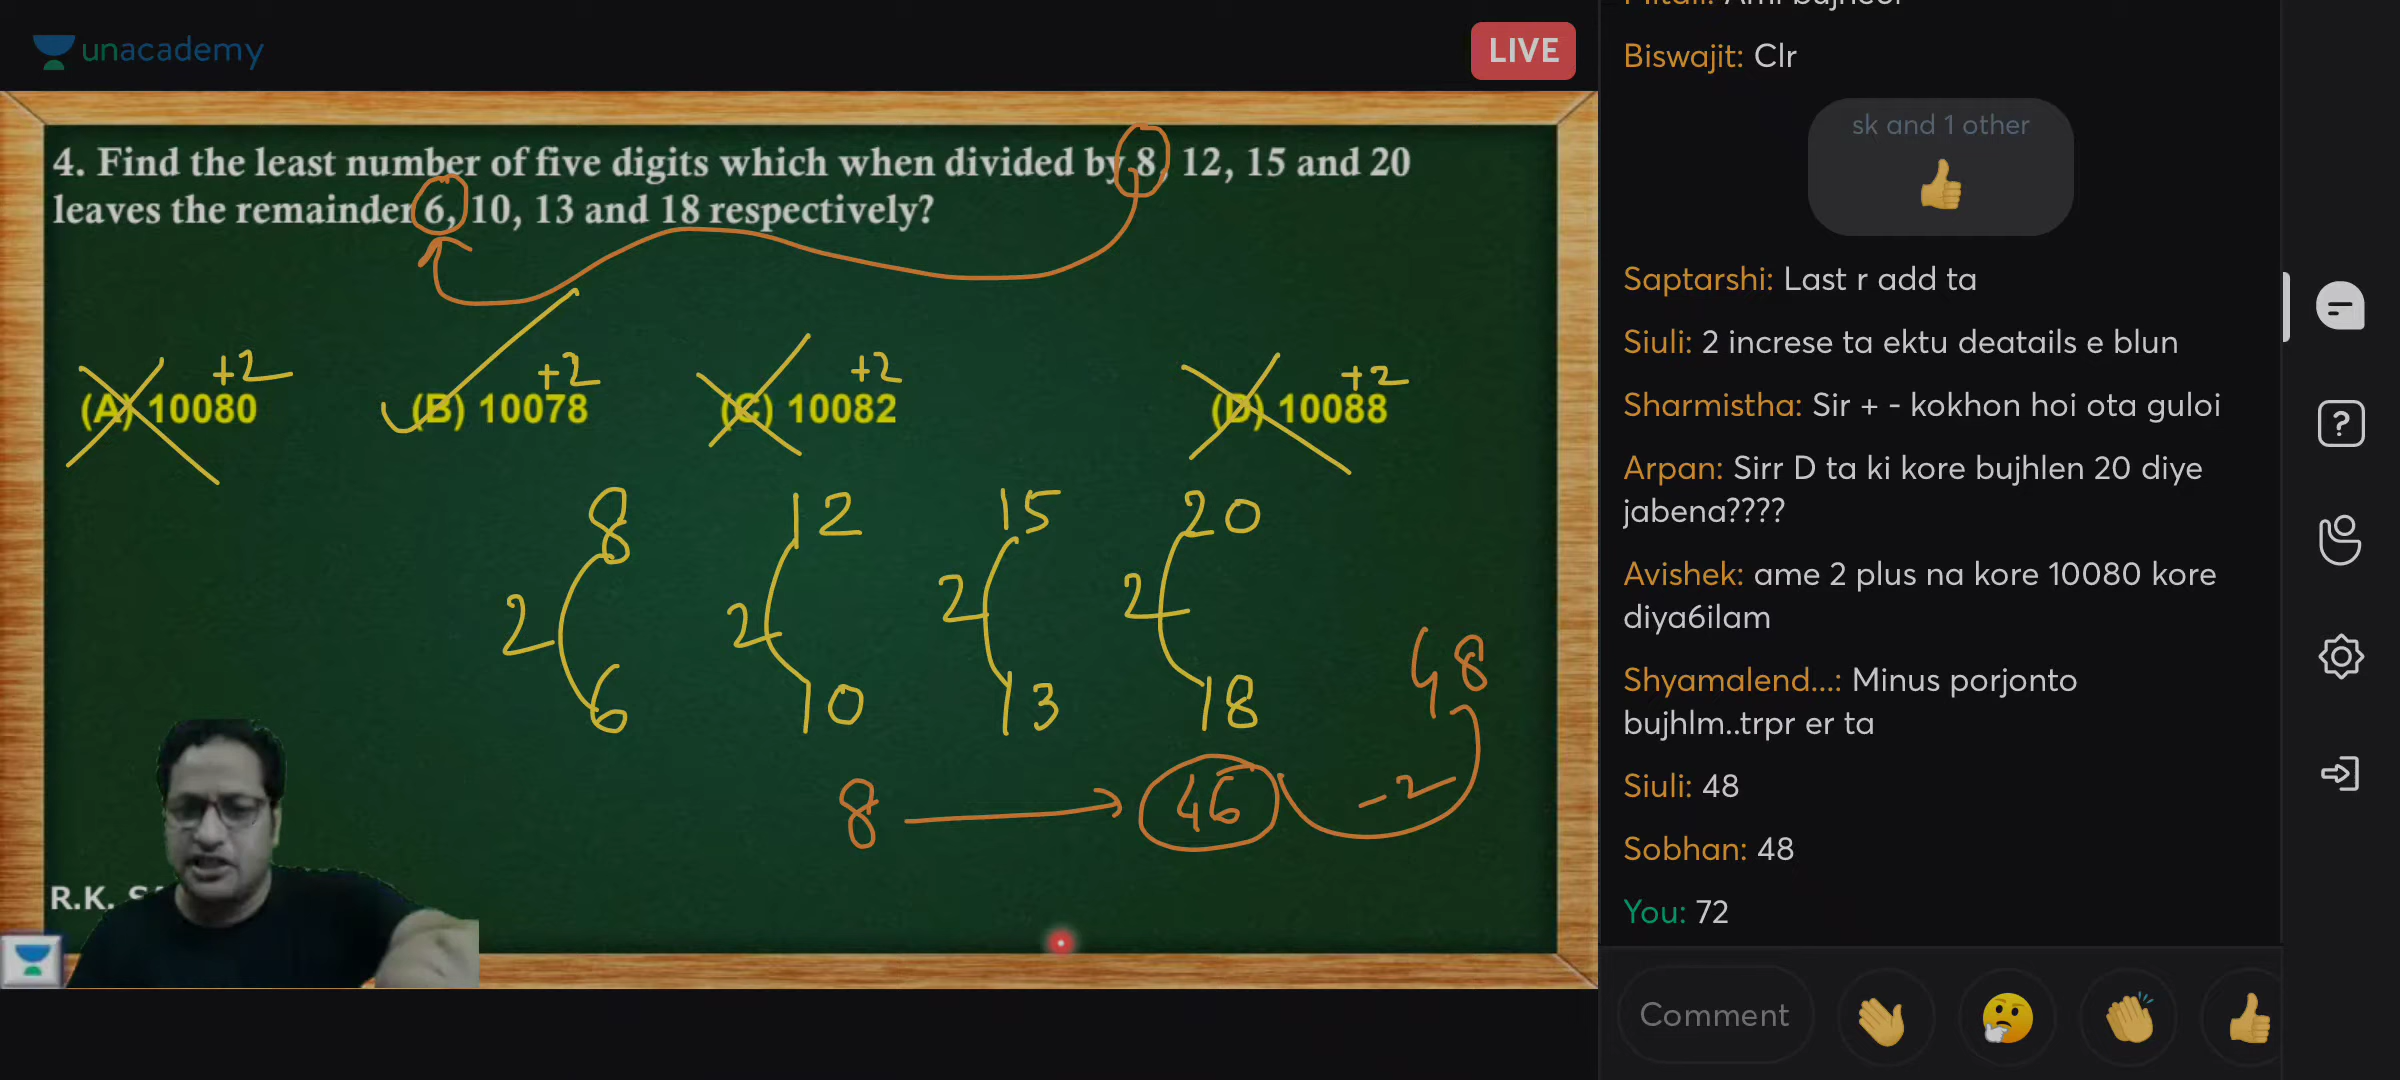 unacademy
LIVE
4. Find the least number of five digits which when divided by 8, 12, 15 and 20
leaves the remainder 6, 10, 13 and 18 respectively?
+2 +2 +2 +2
(A) 10080 (B) 10078 (C) 10082 (D) 10088
8 12 15 20
2 2 2 2
6 10 13 18
48
8 46 -2
R.K.
Biswajit: Clr
sk and 1 other
Saptarshi: Last r add ta
Siuli: 2 increse ta ektu deatails e blun
Sharmistha: Sir + - kokhon hoi ota guloi
Arpan: Sirr D ta ki kore bujhlen 20 diye
jabena????
Avishek: ame 2 plus na kore 10080 kore
diya6ilam
Shyamalend...: Minus porjonto
bujhlm..trpr er ta
Siuli: 48
Sobhan: 48
You: 72
Comment